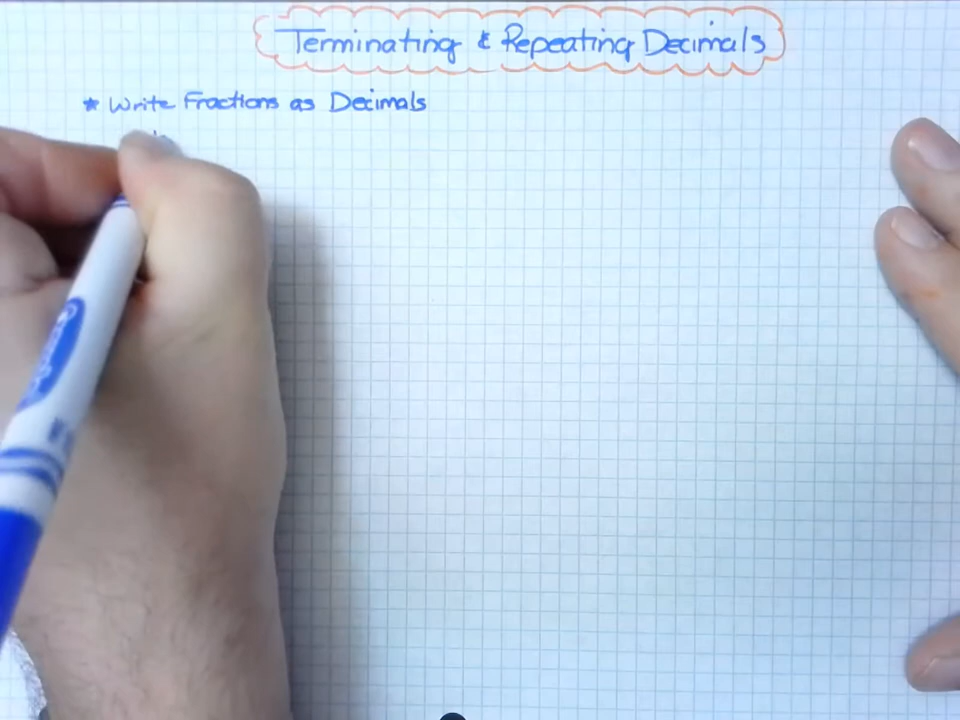 Terminating & Repeating Decimals
* Write Fractions as Decimals